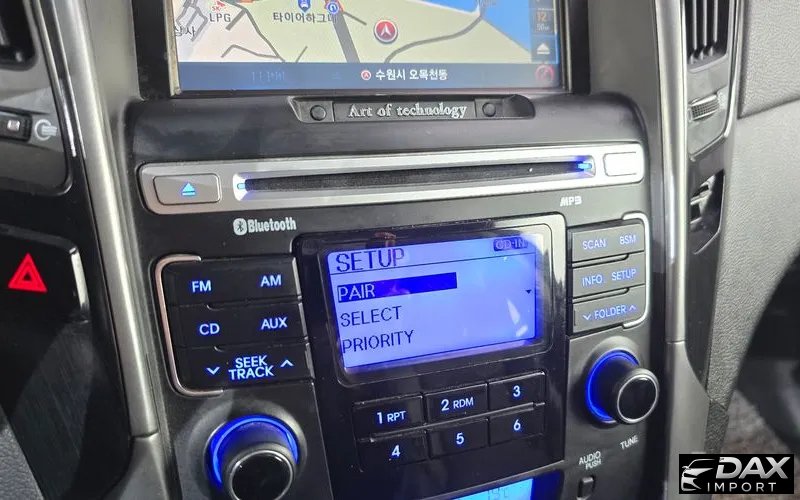 LPG
타이어하그
12
수원시 오목천동
Art of technology
Bluetooth
MP3
CD-IN
SETUP
PAIR
SELECT
PRIORITY
FM
AM
CD
AUX
SEEK
TRACK
SCAN
BSM
INFO
SETUP
FOLDER
1 RPT
2 RDM
3
4
5
6
AUDIO
PUSH
TUNE
DAX
IMPORT